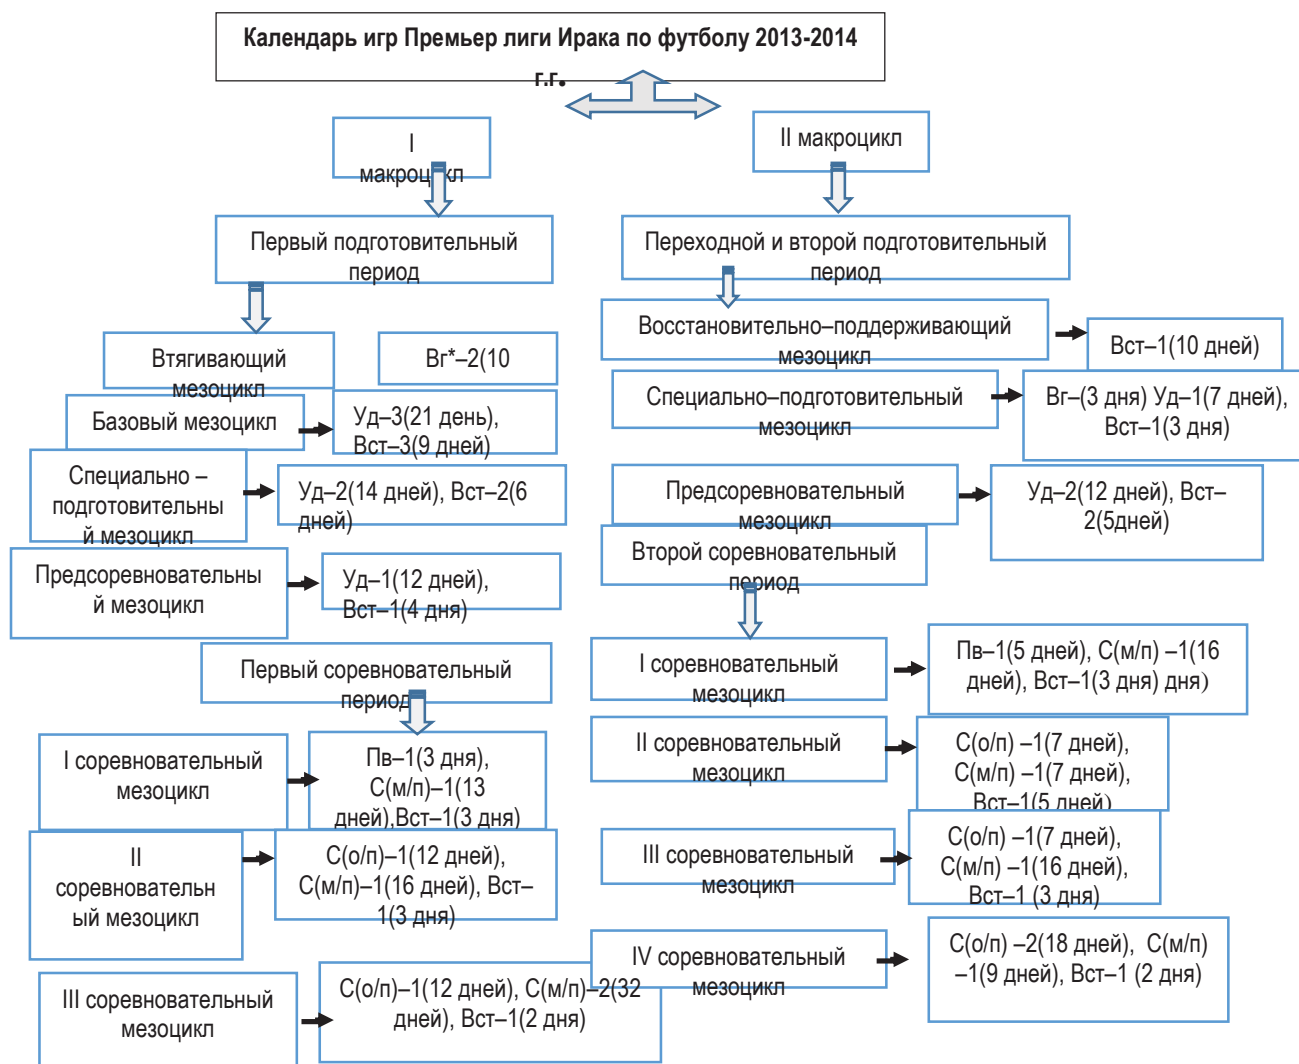 Календарь игр Премьер лиги Ирака по футболу 2013-2014
г.г.
I
макроцикл
II макроцикл
Первый подготовительный
период
Переходной и второй подготовительный
период
Втягивающий
мезоцикл
Вг*–2(10
Восстановительно–поддерживающий
мезоцикл
Вст–1(10 дней)
Базовый мезоцикл
Уд–3(21 день),
Вст–3(9 дней)
Специально–подготовительный
мезоцикл
Вг–(3 дня) Уд–1(7 дней),
Вст–1(3 дня)
Специально –
подготовительны
й мезоцикл
Уд–2(14 дней), Вст–2(6
дней)
Предсоревновательный
мезоцикл
Уд–2(12 дней), Вст–
2(5дней)
Предсоревновательны
й мезоцикл
Уд–1(12 дней),
Вст–1(4 дня)
Второй соревновательный
период
Первый соревновательный
период
I соревновательный
мезоцикл
Пв–1(5 дней), С(м/п) –1(16
дней), Вст–1(3 дня) дня)
I соревновательный
мезоцикл
Пв–1(3 дня),
С(м/п)–1(13
дней),Вст–1(3 дня)
II соревновательный
мезоцикл
С(о/п) –1(7 дней),
С(м/п) –1(7 дней),
Вст–1(5 дней)
II
соревновательн
ый мезоцикл
С(о/п)–1(12 дней),
С(м/п)–1(16 дней), Вст–
1(3 дня)
III соревновательный
мезоцикл
С(о/п) –1(7 дней),
С(м/п) –1(16 дней),
Вст–1 (3 дня)
III соревновательный
мезоцикл
С(о/п)–1(12 дней), С(м/п)–2(32
дней), Вст–1(2 дня)
IV соревновательный
мезоцикл
С(о/п) –2(18 дней), С(м/п)
–1(9 дней), Вст–1 (2 дня)